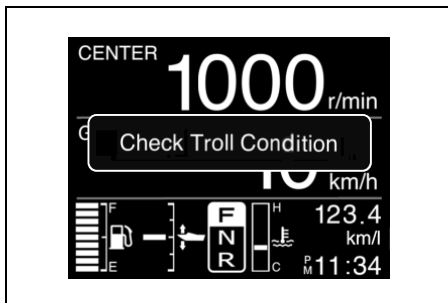 CENTER
1000 r/min
Check Troll Condition
km/h
F
E
F
N
R
H
C
123.4
km/l
PM 11:34